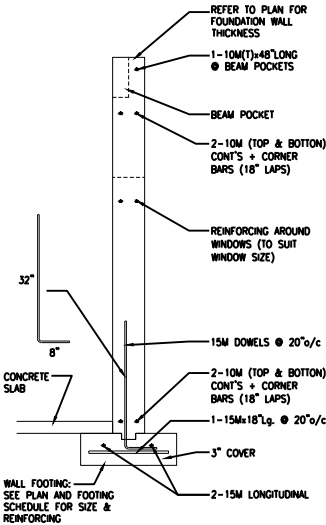 REFER TO PLAN FOR
FOUNDATION WALL
THICKNESS
1-10M(T)x48"LONG
@ BEAM POCKETS
BEAM POCKET
2-10M (TOP & BOTTON)
CONT'S + CORNER
BARS (18" LAPS)
REINFORCING AROUND
WINDOWS (TO SUIT
WINDOW SIZE)
32"
8"
15M DOWELS @ 20"o/c
CONCRETE
SLAB
2-10M (TOP & BOTTOM)
CONT'S + CORNER
BARS (18" LAPS)
1-15Mx18"Lg. @ 20"o/c
3" COVER
WALL FOOTING:
SEE PLAN AND FOOTING
SCHEDULE FOR SIZE &
REINFORCING
2-15M LONGITUDINAL